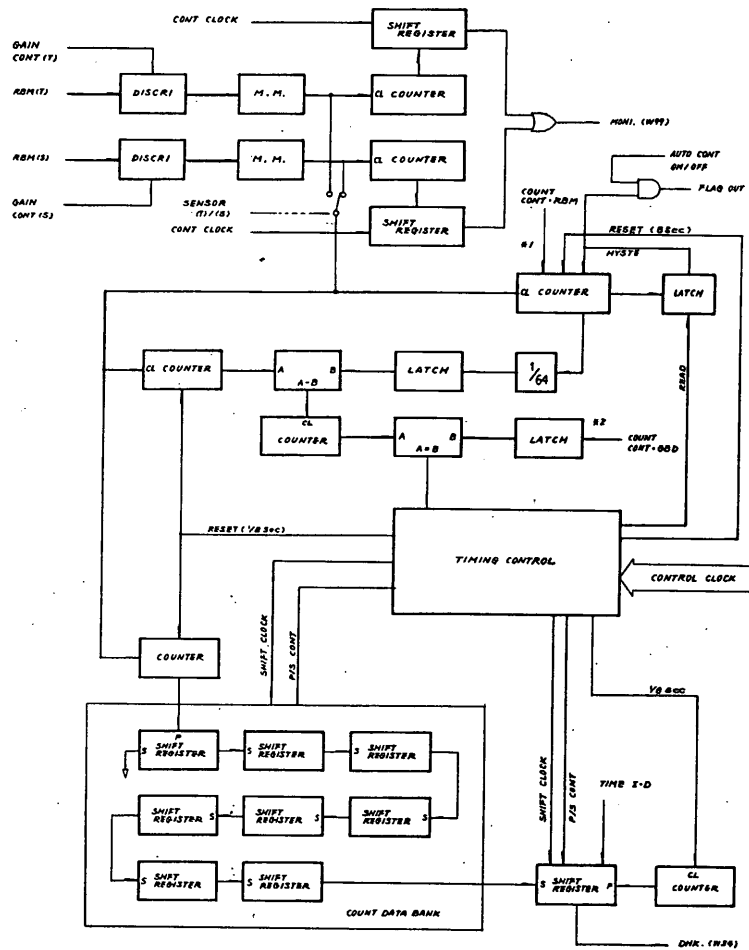 CONT CLOCK
SHIFT
REGISTER
GAIN
CONT (T)
RBM(T)
DISCRI
M. M.
CL COUNTER
MONI. (W99)
RBM(S)
DISCRI
M. M.
CL COUNTER
AUTO CONT
ON/OFF
FLAG OUT
GAIN
CONT(S)
SENSOR
(T)/(S)
CONT CLOCK
SHIFT
REGISTER
COUNT
CONT·RBM
RESET (8sec)
HYSTE
CL COUNTER
LATCH
READ
CL COUNTER
A B
A=B
LATCH
1/64
CL
COUNTER
A B
A=B
LATCH
COUNT
CONT·GBD
RESET (1/8 sec)
TIMING CONTROL
CONTROL CLOCK
SHIFT CLOCK
P/S CONT
COUNTER
1/8 sec
P
S SHIFT
REGISTER
S SHIFT
REGISTER
S SHIFT
REGISTER
SHIFT CLOCK
P/S CONT
TIME I·D
SHIFT
REGISTER S
SHIFT
REGISTER S
SHIFT
REGISTER S
S SHIFT
REGISTER
S SHIFT
REGISTER
S SHIFT
REGISTER P
CL
COUNTER
COUNT DATA BANK